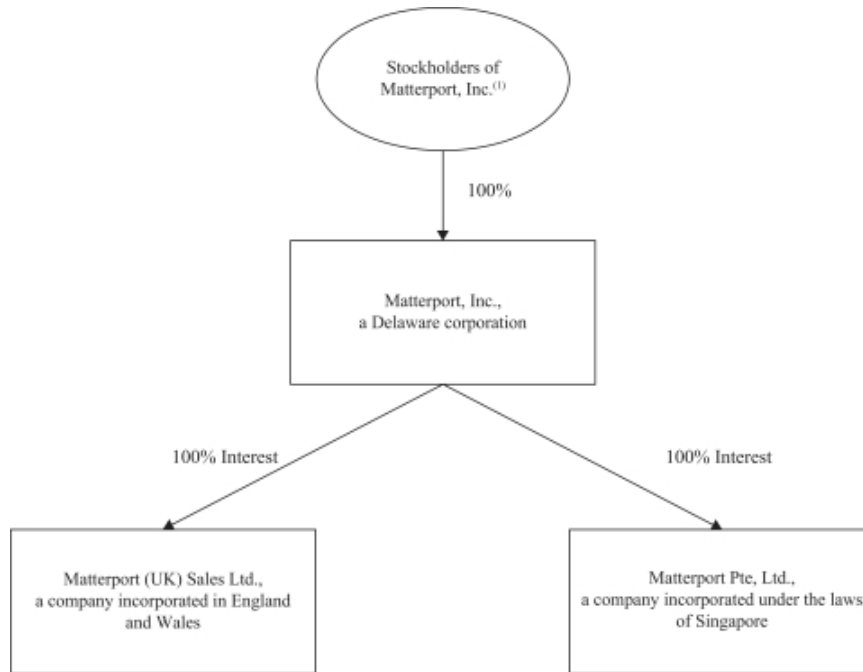 Stockholders of
Matterport, Inc.(1)
100%
Matterport, Inc.,
a Delaware corporation
100% Interest
100% Interest
Matterport (UK) Sales Ltd.,
a company incorporated in England
and Wales
Matterport Pte, Ltd.,
a company incorporated under the laws
of Singapore